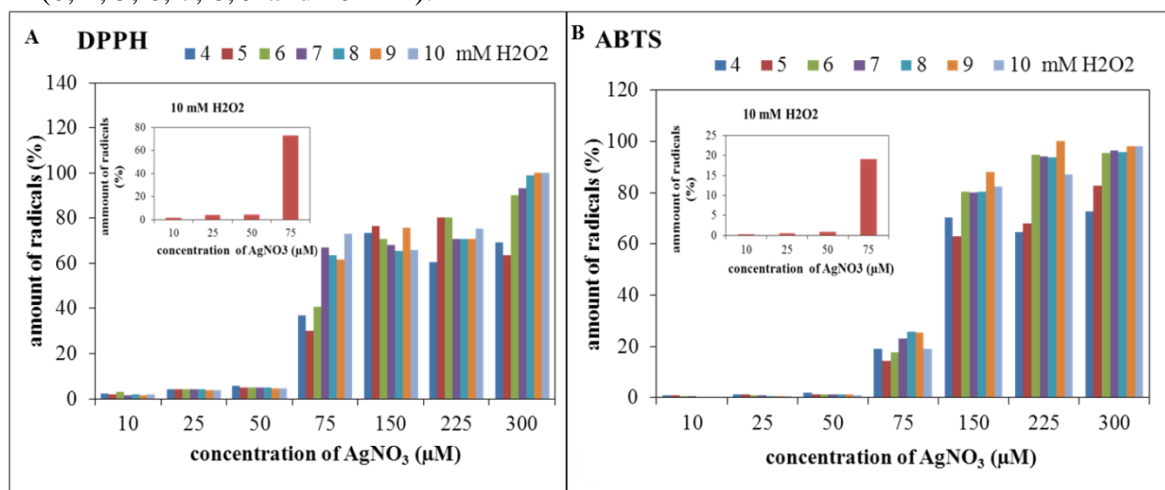 A DPPH
4 5 6 7 8 9 10 mM H2O2
140
120
100
80
60
40
20
0
amount of radicals (%)
10 mM H2O2
80
60
40
20
0
ammount of radicals
(%)
10 25 50 75
concentration of AgNO3 (µM)
10 25 50 75 150 225 300
concentration of AgNO₃ (µM)
B ABTS
4 5 6 7 8 9 10 mM H2O2
120
100
80
60
40
20
0
amount of radicals (%)
10 mM H2O2
25
20
15
10
5
0
ammount of radicals
(%)
10 25 50 75
concentration of AgNO3 (µM)
10 25 50 75 150 225 300
concentration of AgNO₃ (µM)